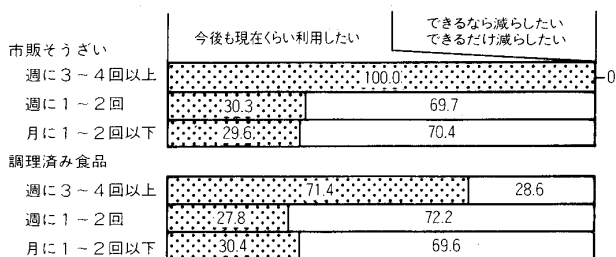 今後も現在くらい利用したい
できるなら減らしたい
できるだけ減らしたい
市販そうざい
週に3~4回以上 100.0 0
週に1~2回 30.3 69.7
月に1~2回以下 29.6 70.4
調理済み食品
週に3~4回以上 71.4 28.6
週に1~2回 27.8 72.2
月に1~2回以下 30.4 69.6